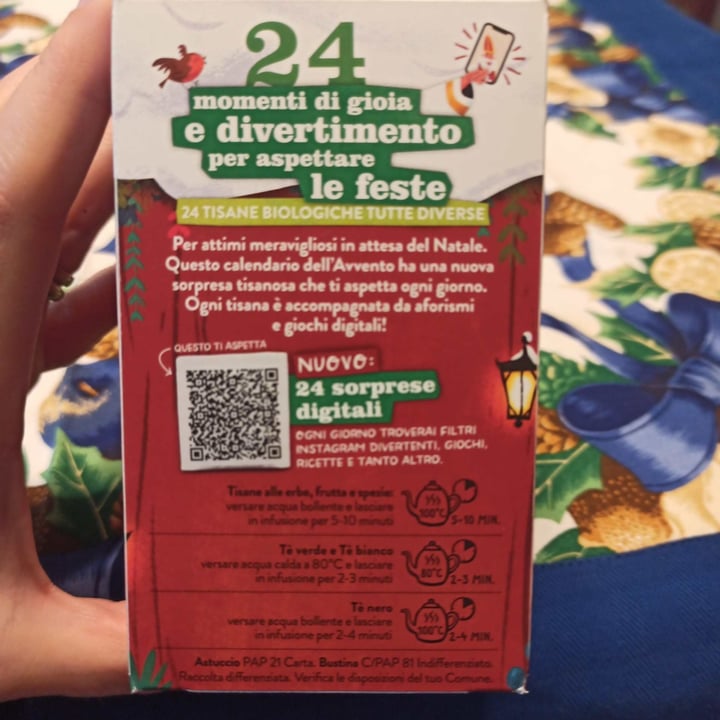 24
momenti di gioia
e divertimento
per aspettare
le feste
24 TISANE BIOLOGICHE TUTTE DIVERSE
Per attimi meravigliosi in attesa del Natale.
Questo calendario dell'Avvento ha una nuova
sorpresa tisanosa che ti aspetta ogni giorno.
Ogni tisana è accompagnata da aforismi
e giochi digitali!
QUESTO TI ASPETTA
NUOVO:
24 sorprese
digitali
OGNI GIORNO TROVERAI FILTRI
INSTAGRAM DIVERTENTI, GIOCHI,
RICETTE E TANTO ALTRO.
Tisane alle erbe, frutta e spezie:
versare acqua bollente e lasciare
in infusione per 5-10 minuti
100°C
5-10 MIN.
Tè verde e Tè bianco
versare acqua calda a 80°C e lasciare
in infusione per 2-3 minuti
80°C
2-3 MIN.
Tè nero
versare acqua bollente e lasciare
in infusione per 2-4 minuti
100°C
2-4 MIN.
Astuccio PAP 21 Carta. Bustina C/PAP 81 Indifferenziato.
Raccolta differenziata. Verifica le disposizioni del tuo Comune.